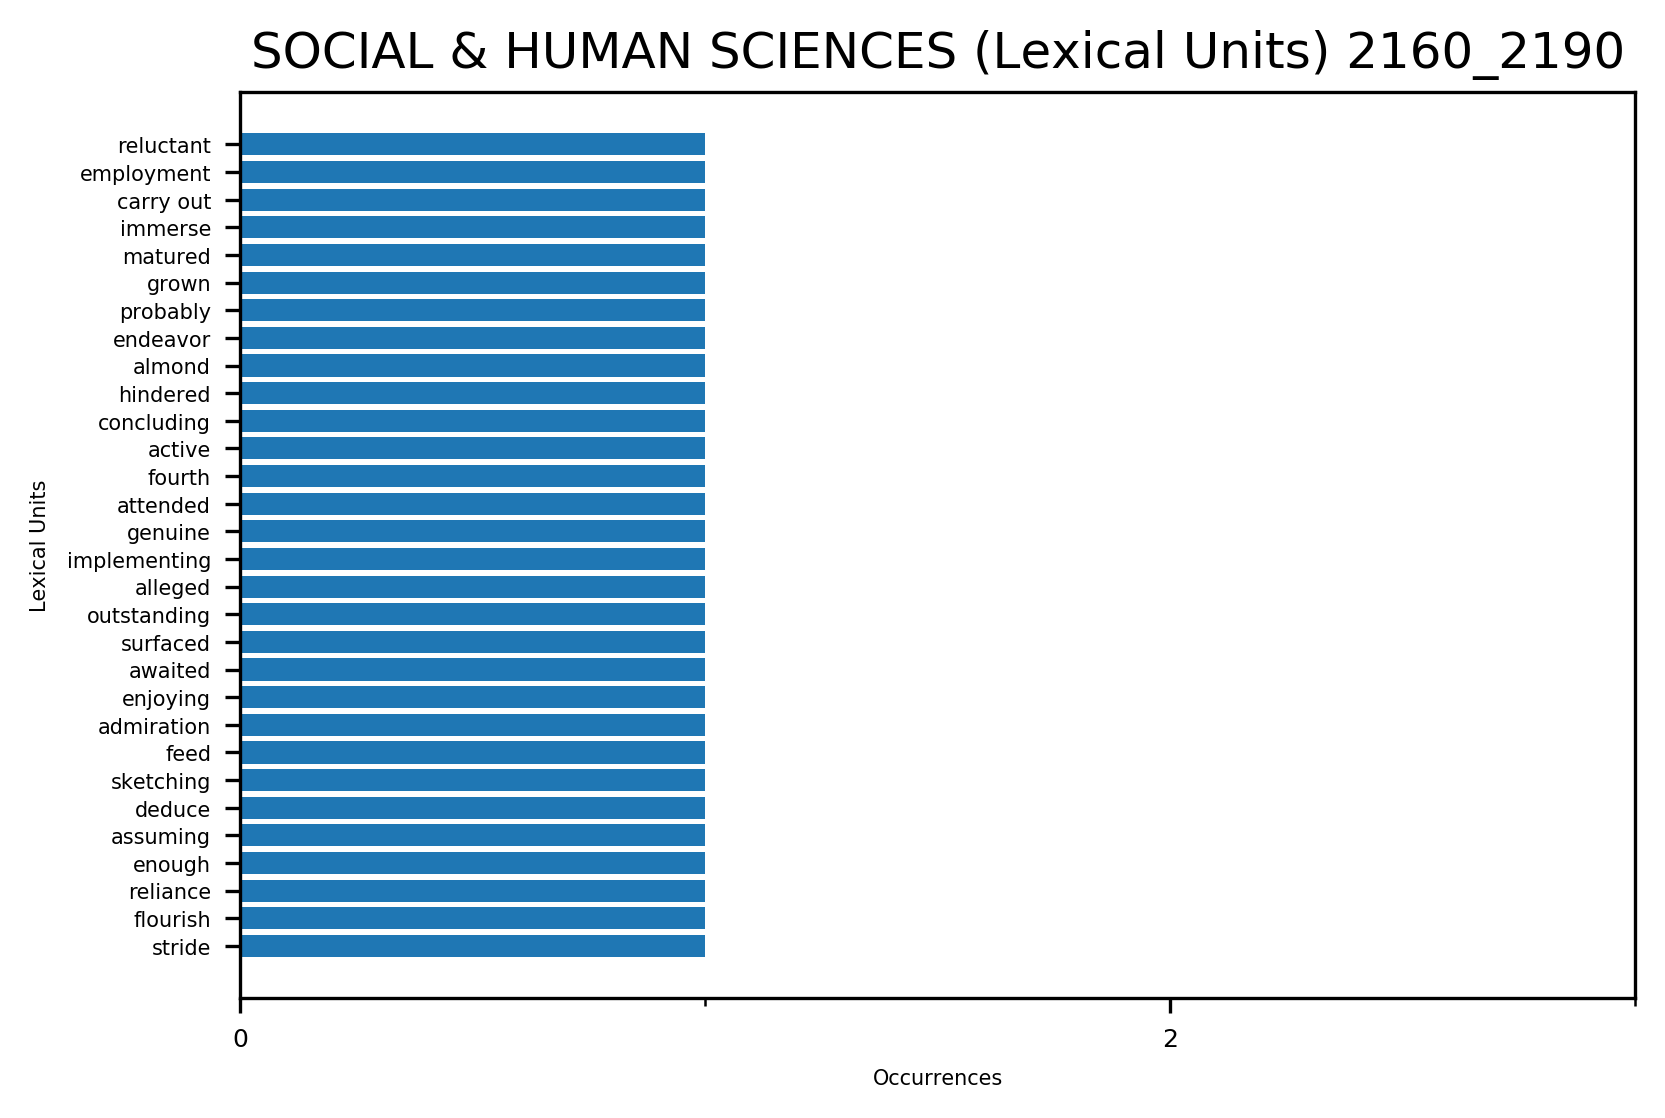 SOCIAL & HUMAN SCIENCES (Lexical Units) 2160_2190
Lexical Units
reluctant
employment
carry out
immerse
matured
grown
probably
endeavor
almond
hindered
concluding
active
fourth
attended
genuine
implementing
alleged
outstanding
surfaced
awaited
enjoying
admiration
feed
sketching
deduce
assuming
enough
reliance
flourish
stride
0
2
Occurrences